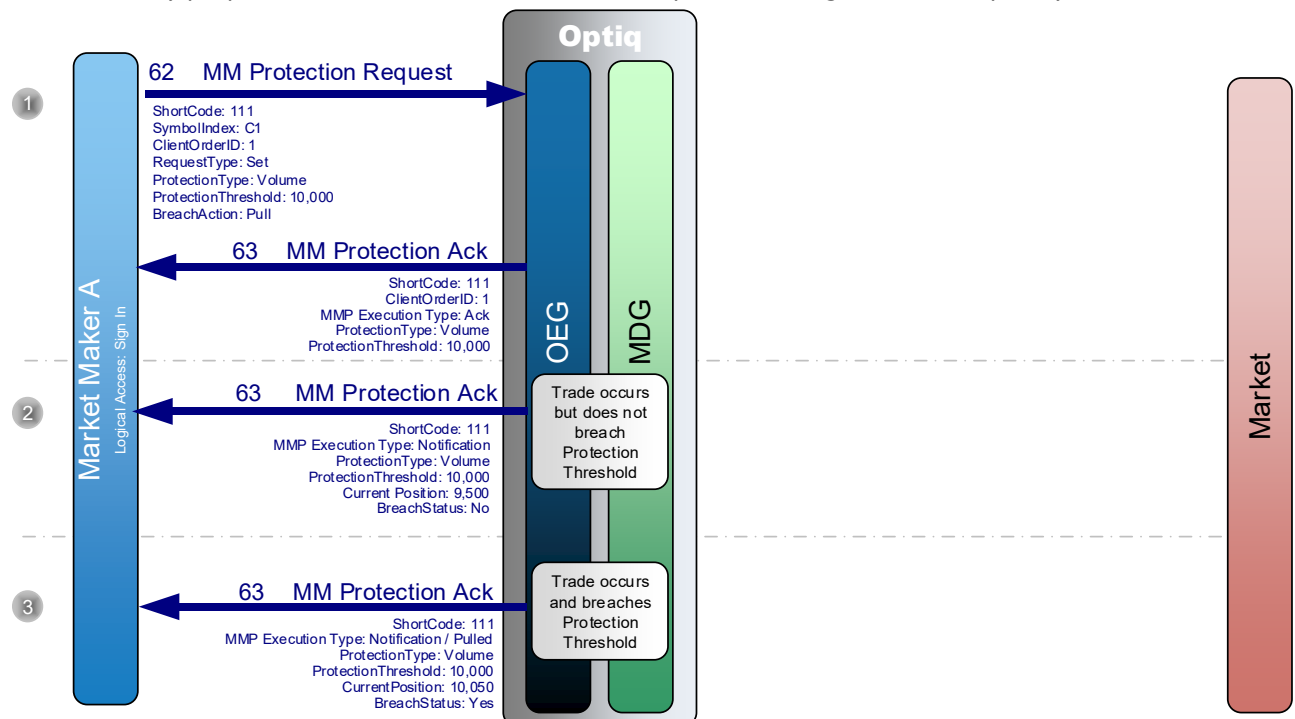 Optiq
1
62 MM Protection Request
ShortCode: 111
SymbolIndex: C1
ClientOrderID: 1
RequestType: Set
ProtectionType: Volume
ProtectionThreshold: 10,000
BreachAction: Pull
63 MM Protection Ack
ShortCode: 111
ClientOrderID: 1
MMP Execution Type: Ack
ProtectionType: Volume
ProtectionThreshold: 10,000
Market Maker A
Logical Access: Sign In
OEG
MDG
Market
2
63 MM Protection Ack
ShortCode: 111
MMP Execution Type: Notification
ProtectionType: Volume
ProtectionThreshold: 10,000
Current Position: 9,500
BreachStatus: No
Trade occurs
but does not
breach
Protection
Threshold
3
63 MM Protection Ack
ShortCode: 111
MMP Execution Type: Notification / Pulled
ProtectionType: Volume
ProtectionThreshold: 10,000
CurrentPosition: 10,050
BreachStatus: Yes
Trade occurs
and breaches
Protection
Threshold